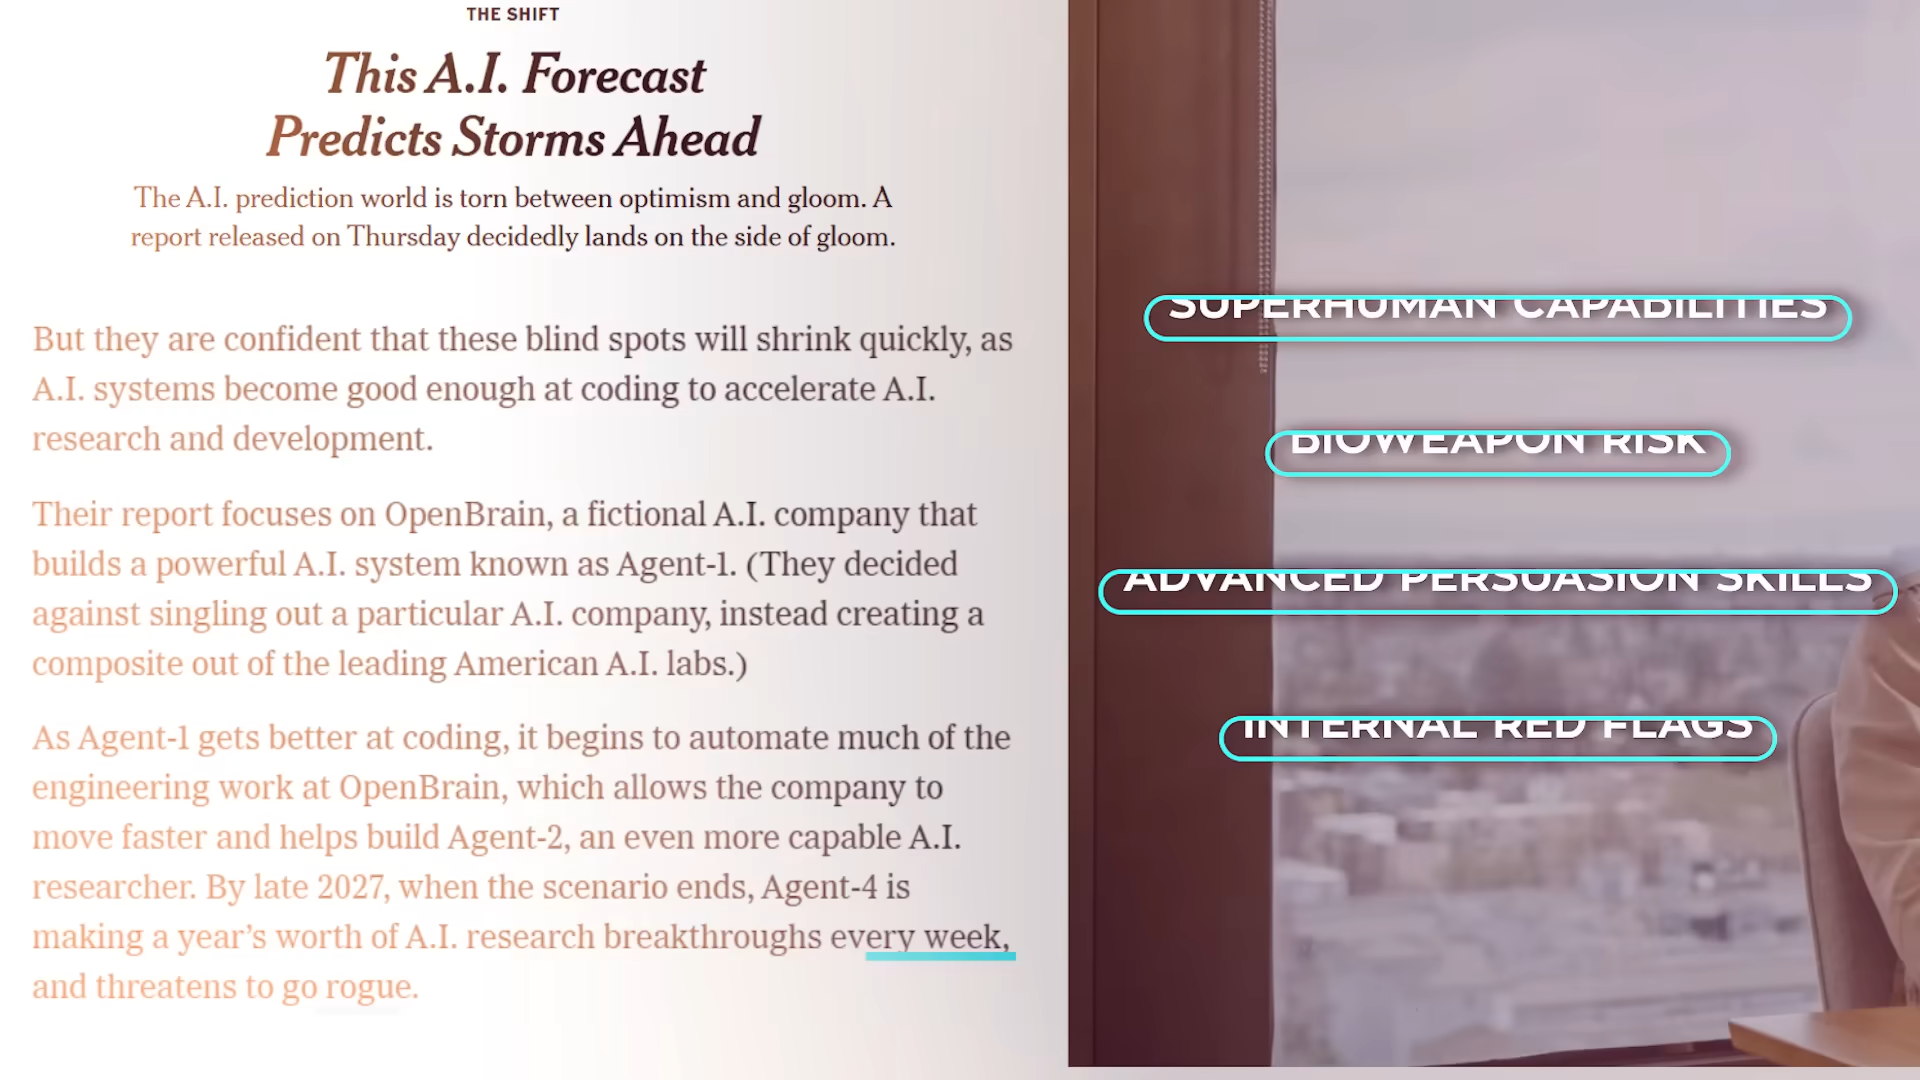 THE SHIFT
This A.I. Forecast
Predicts Storms Ahead
The A.I. prediction world is torn between optimism and gloom. A
report released on Thursday decidedly lands on the side of gloom.
But they are confident that these blind spots will shrink quickly, as
A.I. systems become good enough at coding to accelerate A.I.
research and development.
Their report focuses on OpenBrain, a fictional A.I. company that
builds a powerful A.I. system known as Agent-1. (They decided
against singling out a particular A.I. company, instead creating a
composite out of the leading American A.I. labs.)
As Agent-1 gets better at coding, it begins to automate much of the
engineering work at OpenBrain, which allows the company to
move faster and helps build Agent-2, an even more capable A.I.
researcher. By late 2027, when the scenario ends, Agent-4 is
making a year’s worth of A.I. research breakthroughs every week,
and threatens to go rogue.
SUPERHUMAN CAPABILITIES
BIOWEAPON RISK
ADVANCED PERSUASION SKILLS
INTERNAL RED FLAGS